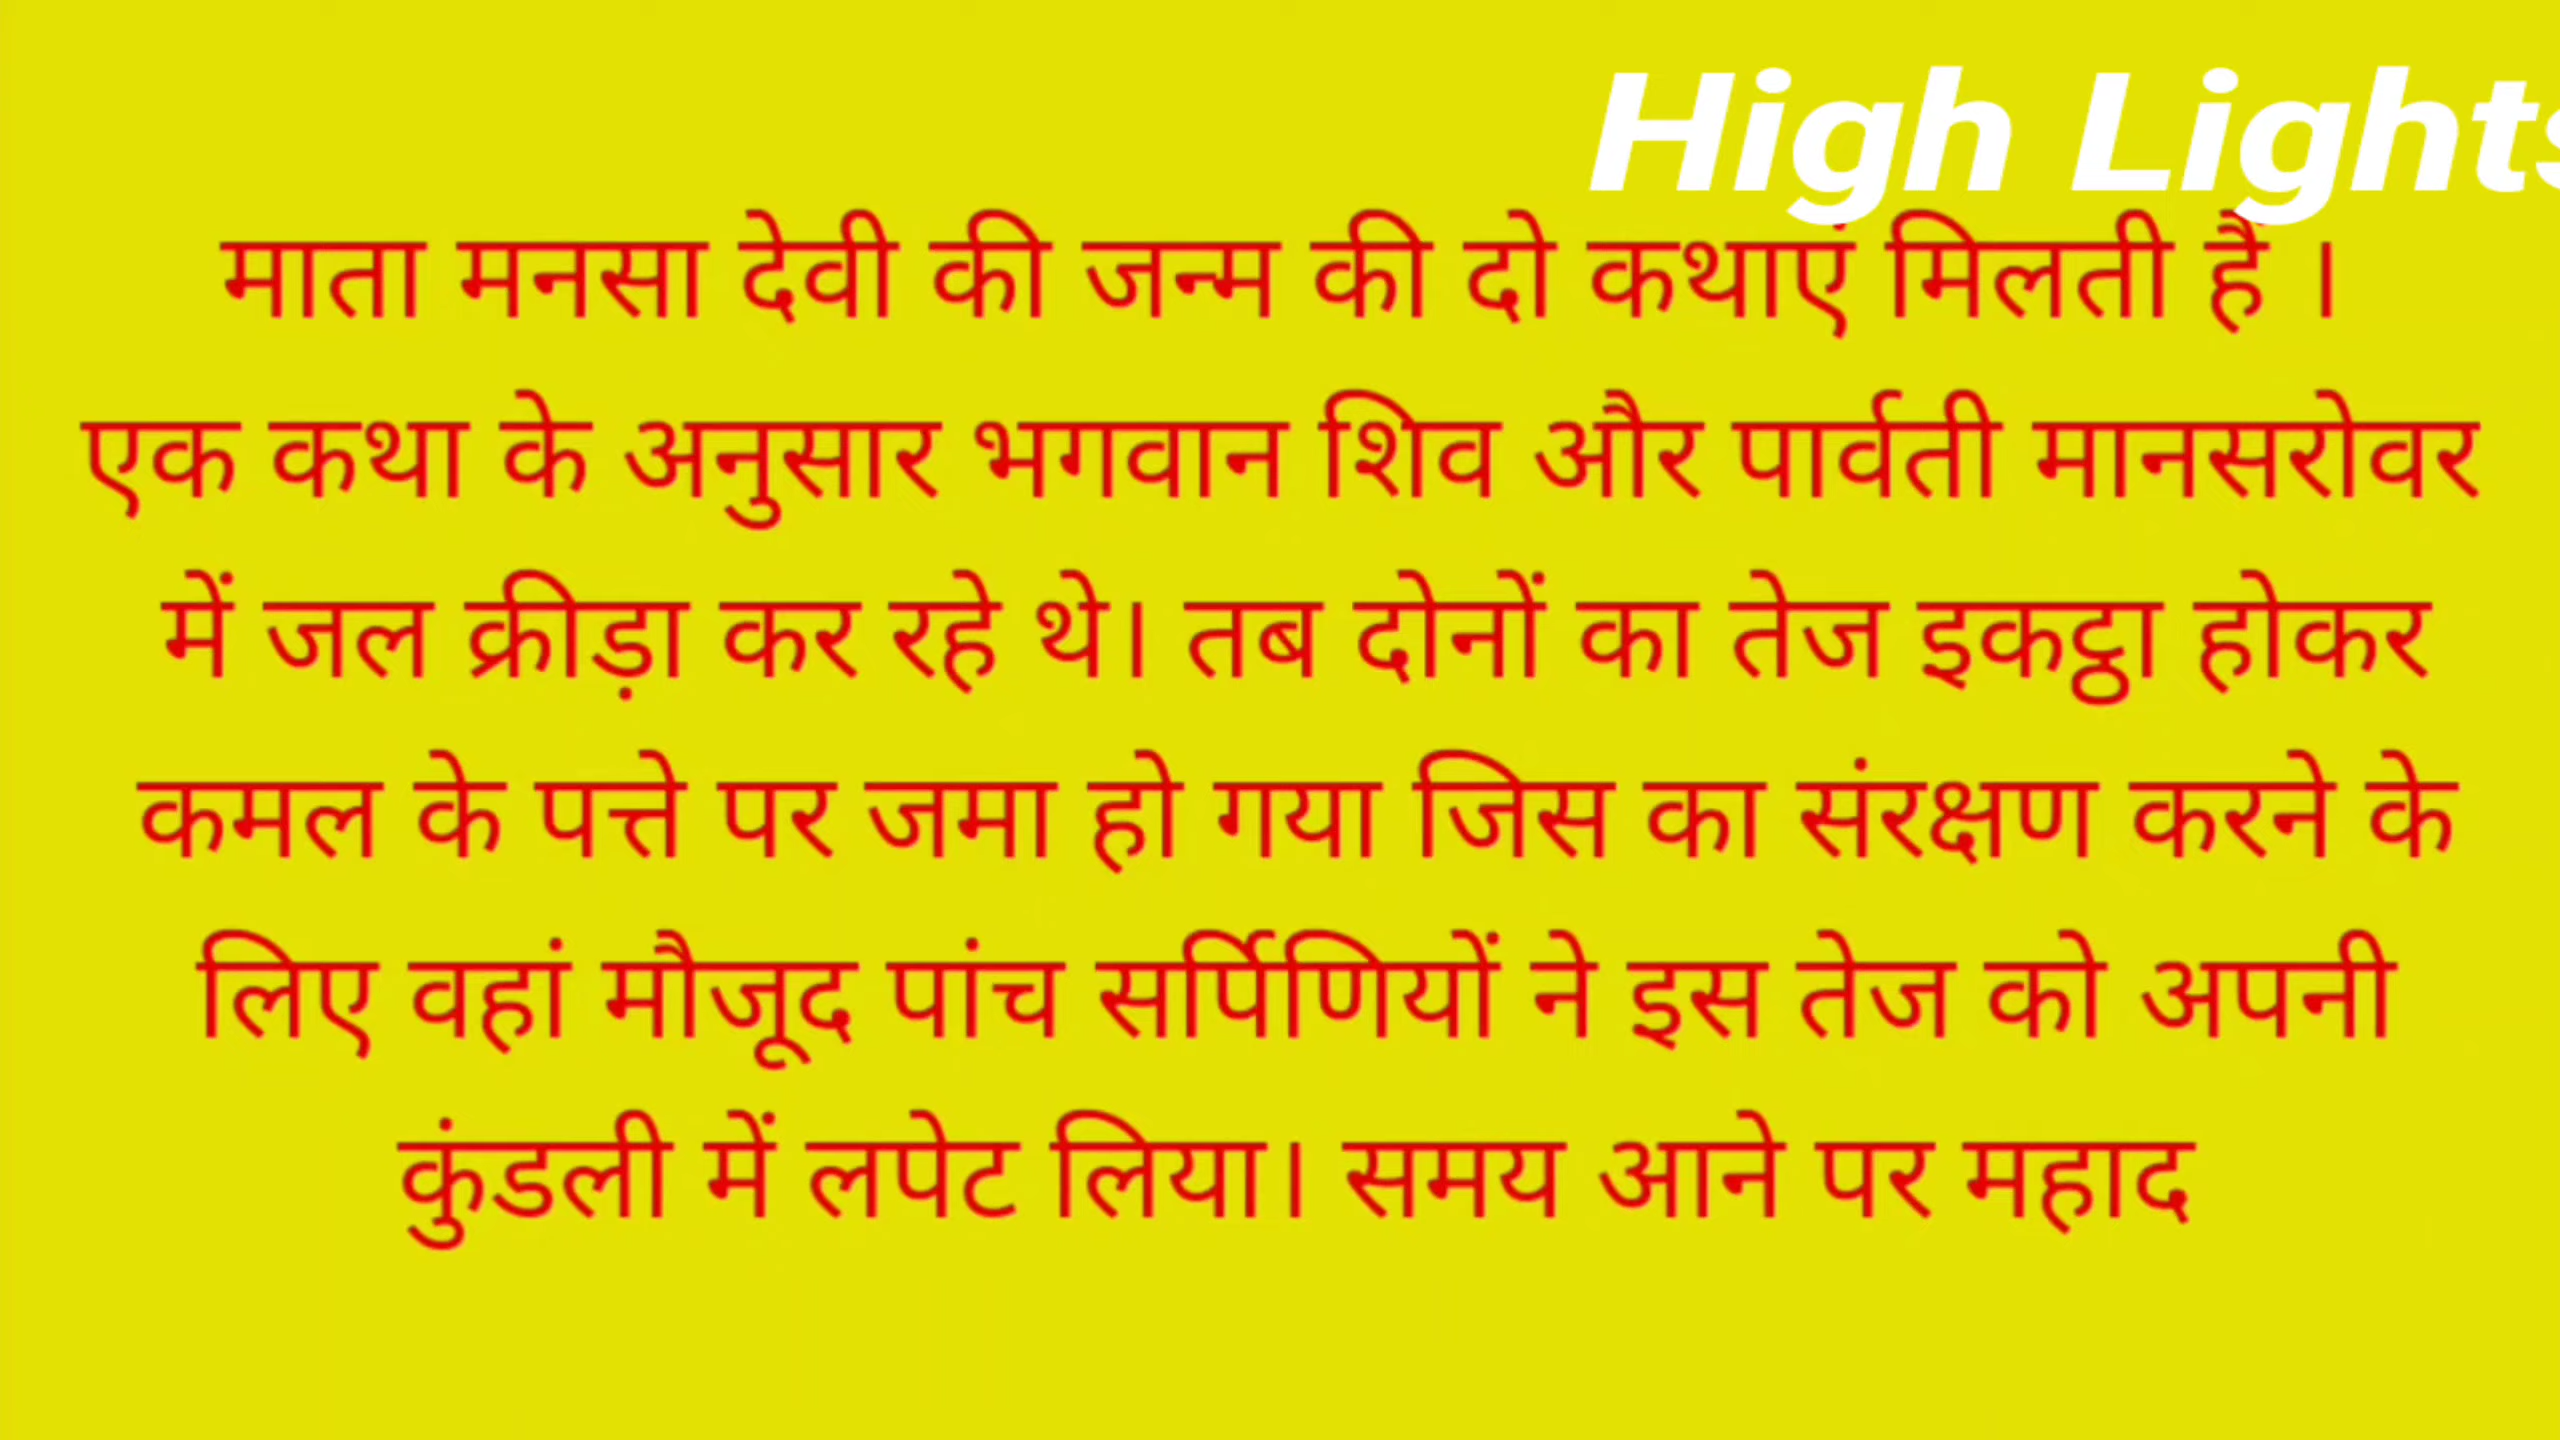 High Lights
माता मनसा देवी की जन्म की दो कथाएं मिलती हैं ।
एक कथा के अनुसार भगवान शिव और पार्वती मानसरोवर
में जल क्रीड़ा कर रहे थे। तब दोनों का तेज इकट्ठा होकर
कमल के पत्ते पर जमा हो गया जिस का संरक्षण करने के
लिए वहां मौजूद पांच सर्पिणियों ने इस तेज को अपनी
कुंडली में लपेट लिया। समय आने पर महाद